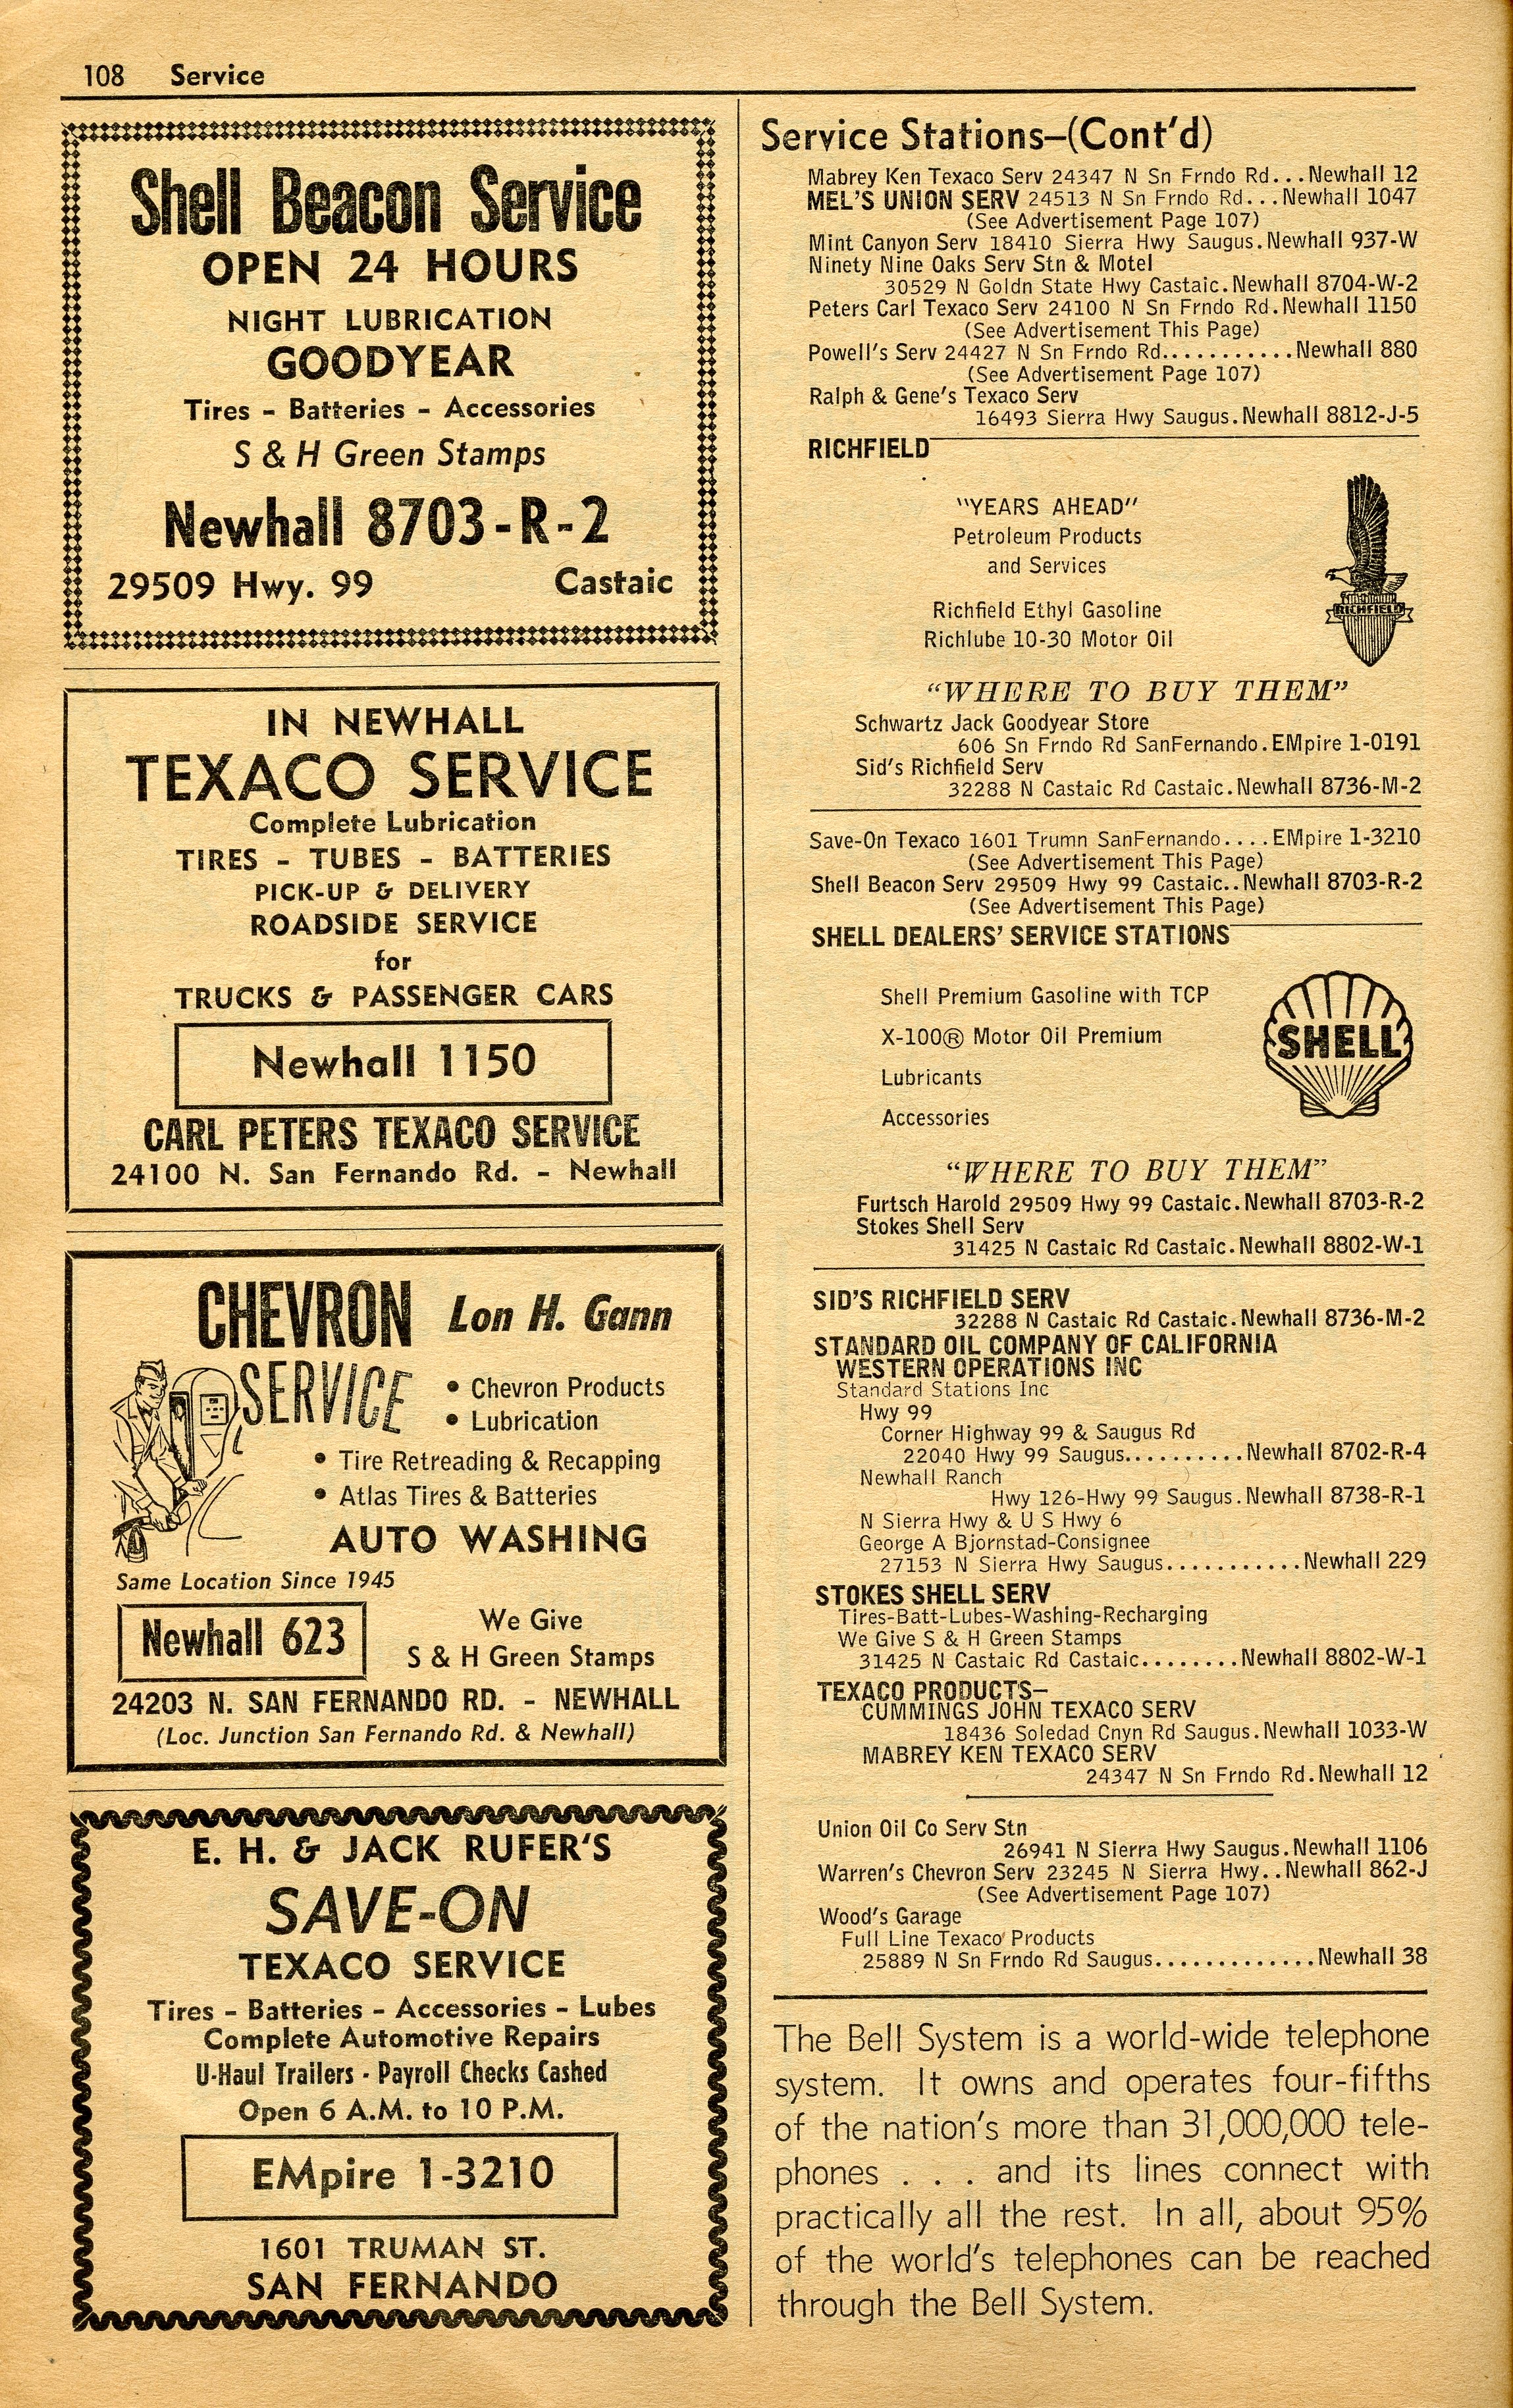 108 Service
Shell Beacon Service
OPEN 24 HOURS
NIGHT LUBRICATION
GOODYEAR
Tires - Batteries - Accessories
S & H Green Stamps
Newhall 8703-R-2
29509 Hwy. 99 Castaic
IN NEWHALL
TEXACO SERVICE
Complete Lubrication
TIRES - TUBES - BATTERIES
PICK-UP & DELIVERY
ROADSIDE SERVICE
for
TRUCKS & PASSENGER CARS
Newhall 1150
CARL PETERS TEXACO SERVICE
24100 N. San Fernando Rd. - Newhall
CHEVRON Lon H. Gann
SERVICE
• Chevron Products
• Lubrication
• Tire Retreading & Recapping
• Atlas Tires & Batteries
AUTO WASHING
Same Location Since 1945
Newhall 623
We Give
S & H Green Stamps
24203 N. SAN FERNANDO RD. - NEWHALL
(Loc. Junction San Fernando Rd. & Newhall)
E. H. & JACK RUFER'S
SAVE-ON
TEXACO SERVICE
Tires - Batteries - Accessories - Lubes
Complete Automotive Repairs
U-Haul Trailers - Payroll Checks Cashed
Open 6 A.M. to 10 P.M.
EMpire 1-3210
1601 TRUMAN ST.
SAN FERNANDO
Service Stations—(Cont'd)
Mabrey Ken Texaco Serv 24347 N Sn Frndo Rd...Newhall 12
MEL'S UNION SERV 24513 N Sn Frndo Rd...Newhall 1047
(See Advertisement Page 107)
Mint Canyon Serv 18410 Sierra Hwy Saugus.Newhall 937-W
Ninety Nine Oaks Serv Stn & Motel
30529 N Goldn State Hwy Castaic.Newhall 8704-W-2
Peters Carl Texaco Serv 24100 N Sn Frndo Rd.Newhall 1150
(See Advertisement This Page)
Powell's Serv 24427 N Sn Frndo Rd...........Newhall 880
(See Advertisement Page 107)
Ralph & Gene's Texaco Serv
16493 Sierra Hwy Saugus.Newhall 8812-J-5
RICHFIELD
"YEARS AHEAD"
Petroleum Products
and Services
Richfield Ethyl Gasoline
Richlube 10-30 Motor Oil
RICHFIELD
"WHERE TO BUY THEM"
Schwartz Jack Goodyear Store
606 Sn Frndo Rd SanFernando.EMpire 1-0191
Sid's Richfield Serv
32288 N Castaic Rd Castaic.Newhall 8736-M-2
Save-On Texaco 1601 Trumn SanFernando....EMpire 1-3210
(See Advertisement This Page)
Shell Beacon Serv 29509 Hwy 99 Castaic..Newhall 8703-R-2
(See Advertisement This Page)
SHELL DEALERS' SERVICE STATIONS
Shell Premium Gasoline with TCP
X-100® Motor Oil Premium
Lubricants
Accessories
SHELL
"WHERE TO BUY THEM"
Furtsch Harold 29509 Hwy 99 Castaic.Newhall 8703-R-2
Stokes Shell Serv
31425 N Castaic Rd Castaic.Newhall 8802-W-1
SID'S RICHFIELD SERV
32288 N Castaic Rd Castaic.Newhall 8736-M-2
STANDARD OIL COMPANY OF CALIFORNIA
WESTERN OPERATIONS INC
Standard Stations Inc
Hwy 99
Corner Highway 99 & Saugus Rd
22040 Hwy 99 Saugus..........Newhall 8702-R-4
Newhall Ranch
Hwy 126-Hwy 99 Saugus.Newhall 8738-R-1
N Sierra Hwy & U S Hwy 6
George A Bjornstad-Consignee
27153 N Sierra Hwy Saugus...........Newhall 229
STOKES SHELL SERV
Tires-Batt-Lubes-Washing-Recharging
We Give S & H Green Stamps
31425 N Castaic Rd Castaic........Newhall 8802-W-1
TEXACO PRODUCTS—
CUMMINGS JOHN TEXACO SERV
18436 Soledad Cnyn Rd Saugus.Newhall 1033-W
MABREY KEN TEXACO SERV
24347 N Sn Frndo Rd.Newhall 12
Union Oil Co Serv Stn
26941 N Sierra Hwy Saugus.Newhall 1106
Warren's Chevron Serv 23245 N Sierra Hwy..Newhall 862-J
(See Advertisement Page 107)
Wood's Garage
Full Line Texaco Products
25889 N Sn Frndo Rd Saugus.............Newhall 38
The Bell System is a world-wide telephone
system. It owns and operates four-fifths
of the nation's more than 31,000,000 tele-
phones . . . and its lines connect with
practically all the rest. In all, about 95%
of the world's telephones can be reached
through the Bell System.